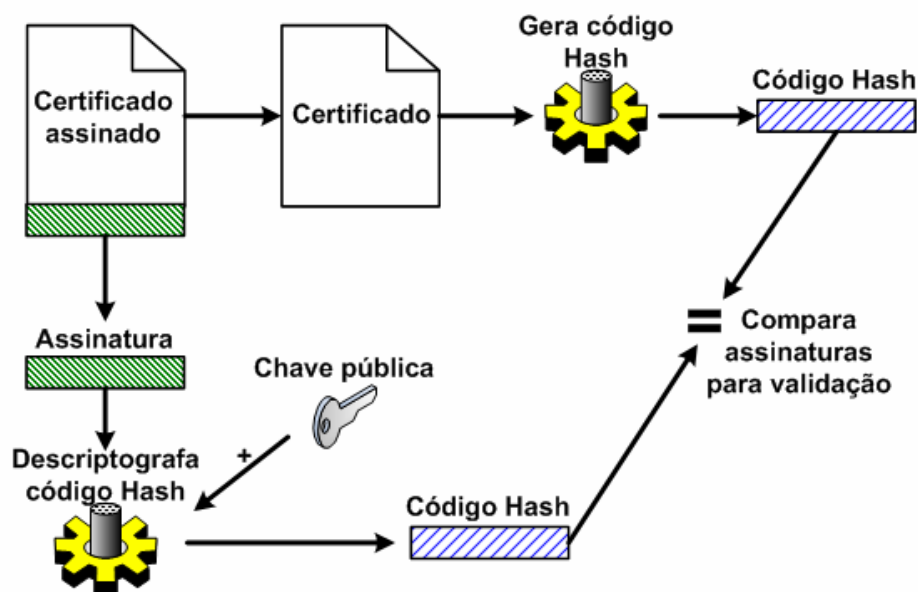 Certificado
assinado
Certificado
Gera código
Hash
Código Hash
Assinatura
Chave pública
+
=
Compara
assinaturas
para validação
Descriptografa
código Hash
Código Hash